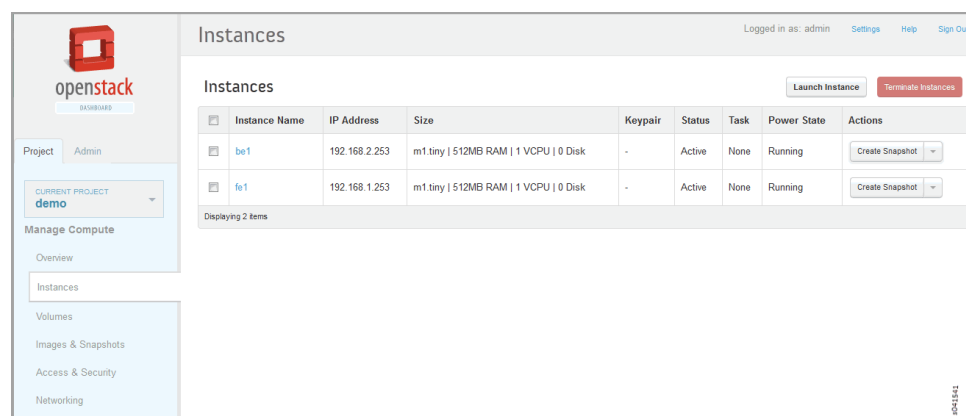 Instances
Logged in as: admin Settings Help Sign Ou
openstack
DASHBOARD
Project Admin
CURRENT PROJECT
demo
Manage Compute
Overview
Instances
Volumes
Images & Snapshots
Access & Security
Networking
Instances
Launch Instance Terminate Instances
Instance Name IP Address Size Keypair Status Task Power State Actions
be1 192.168.2.253 m1.tiny | 512MB RAM | 1 VCPU | 0 Disk - Active None Running Create Snapshot
fe1 192.168.1.253 m1.tiny | 512MB RAM | 1 VCPU | 0 Disk - Active None Running Create Snapshot
Displaying 2 items
s041541